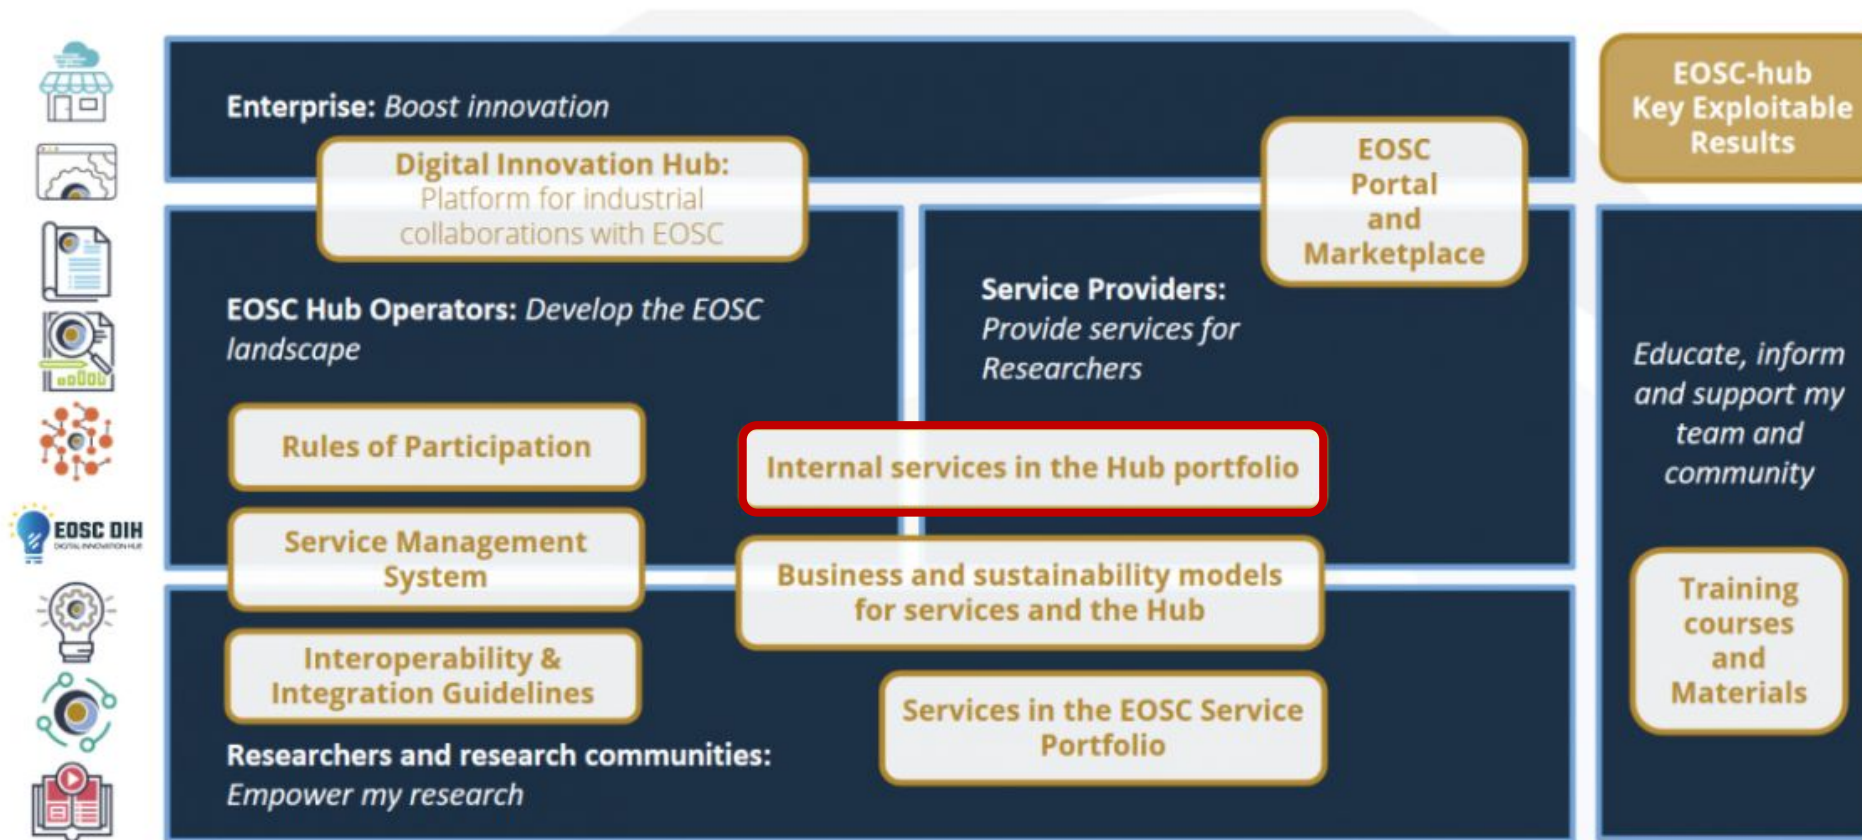 Enterprise: Boost innovation
Digital Innovation Hub:
Platform for industrial
collaborations with EOSC
EOSC
Portal
and
Marketplace
EOSC-hub
Key Exploitable
Results
EOSC Hub Operators: Develop the EOSC
landscape
Service Providers:
Provide services for
Researchers
Rules of Participation
Internal services in the Hub portfolio
Service Management
System
Business and sustainability models
for services and the Hub
Interoperability &
Integration Guidelines
Services in the EOSC Service
Portfolio
Researchers and research communities:
Empower my research
Educate, inform
and support my
team and
community
Training
courses
and
Materials
EOSC DIH
DIGITAL INNOVATION HUB